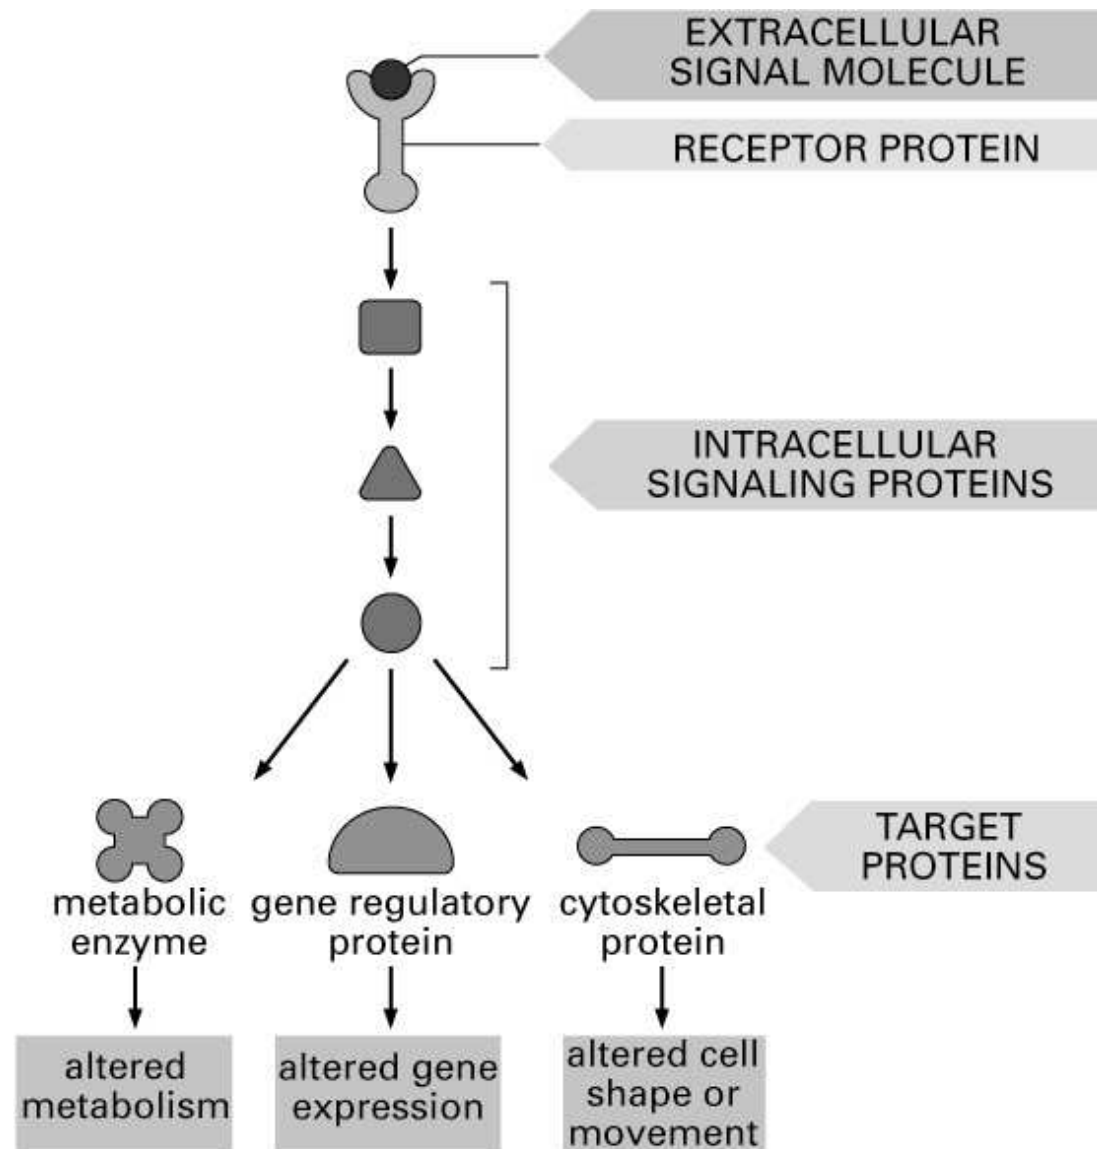 EXTRACELLULAR
SIGNAL MOLECULE
RECEPTOR PROTEIN
INTRACELLULAR
SIGNALING PROTEINS
TARGET
PROTEINS
metabolic
enzyme
gene regulatory
protein
cytoskeletal
protein
altered
metabolism
altered gene
expression
altered cell
shape or
movement